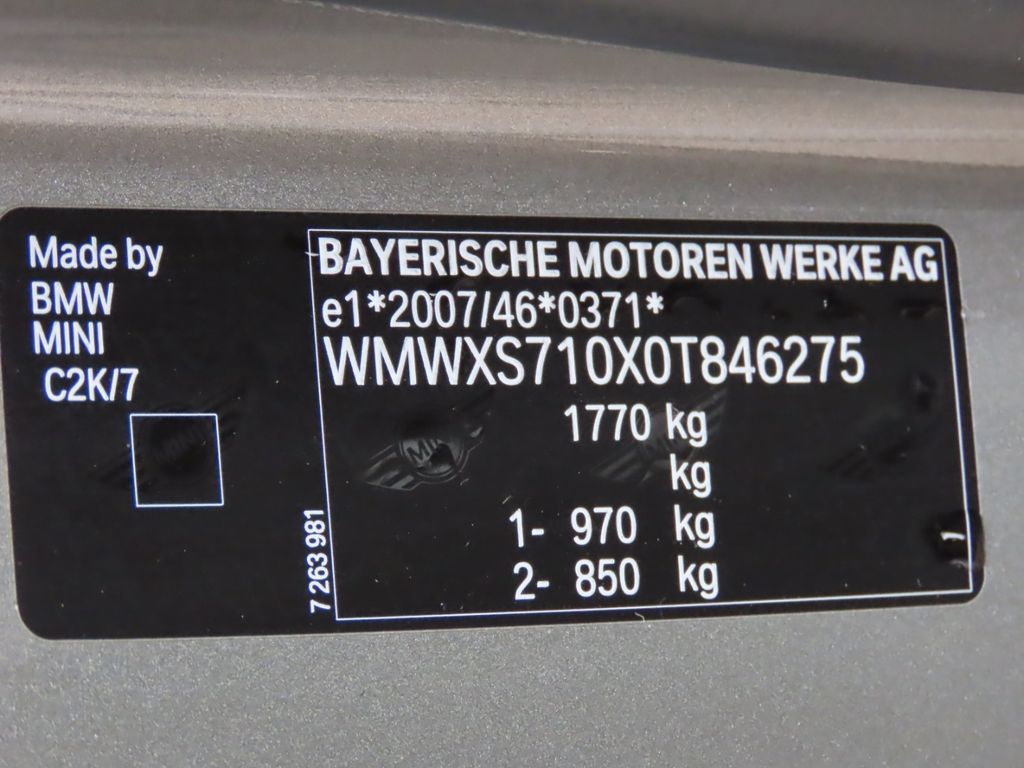 Made by
BMW
MINI
C2K/7
7 263 981
BAYERISCHE MOTOREN WERKE AG
e1*2007/46*0371*
WMWXS710X0T846275
1770 kg
kg
1- 970 kg
2- 850 kg
MINI